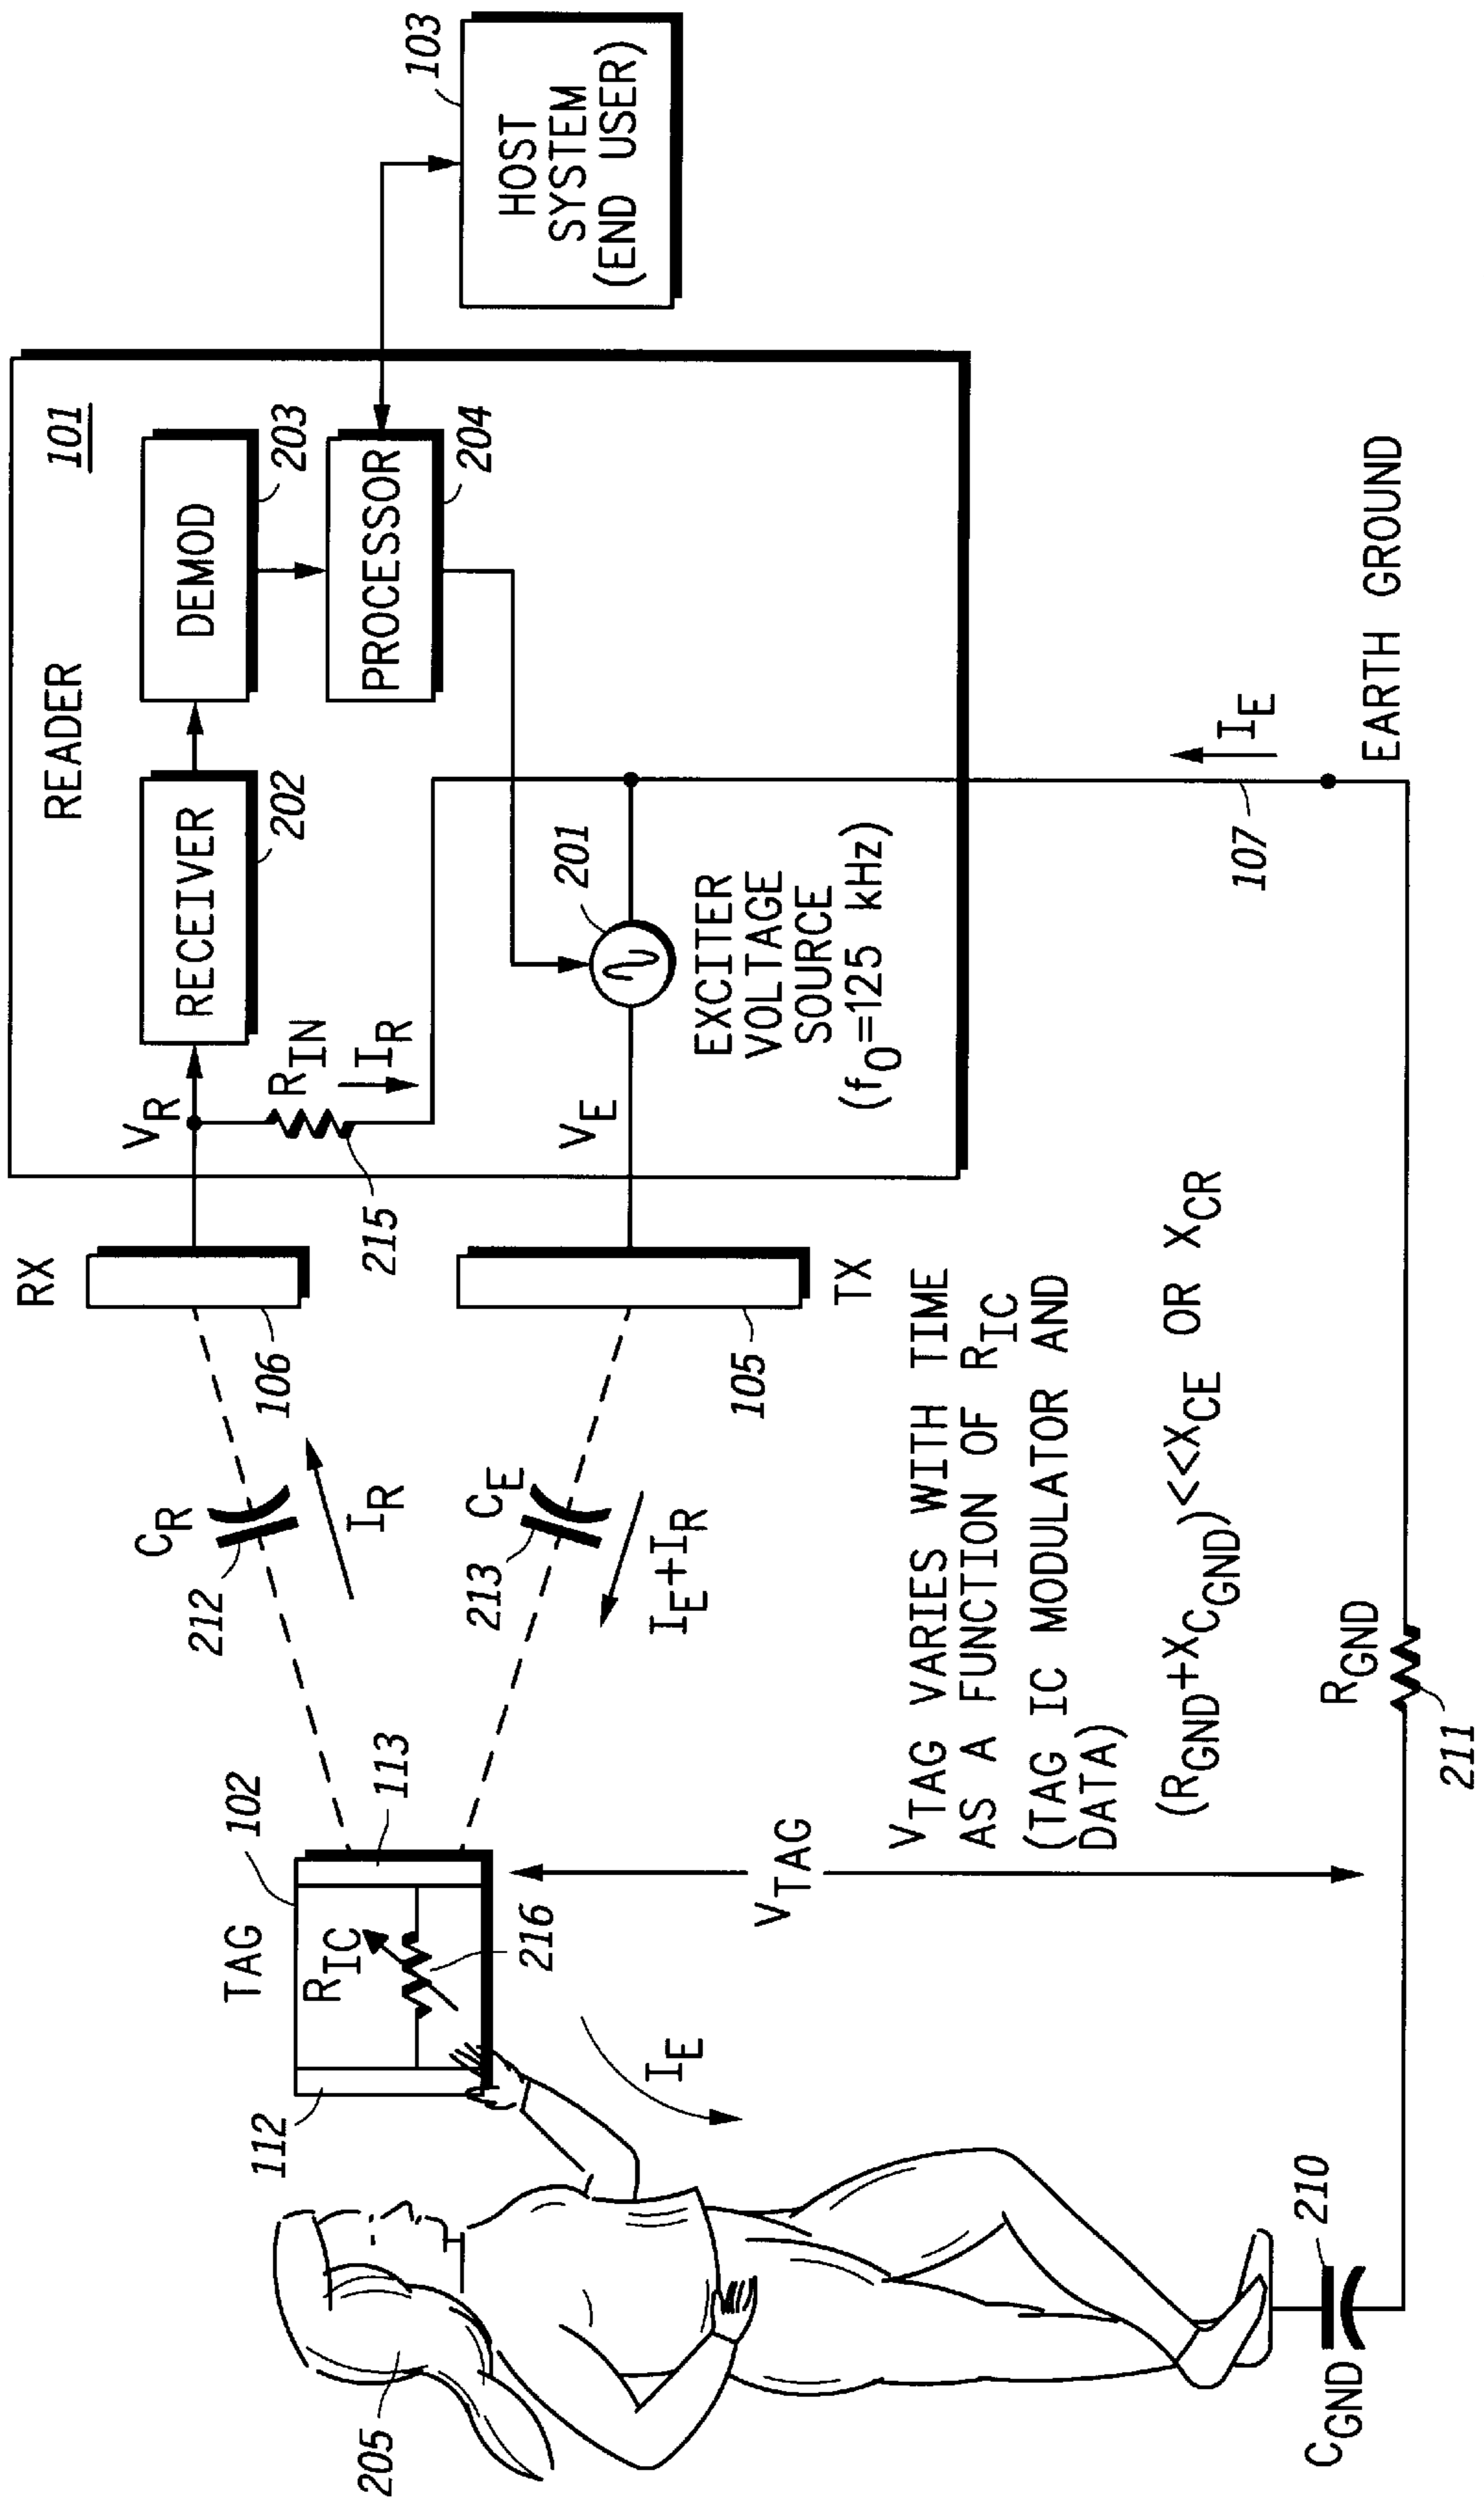 READER
101
RX
RECEIVER
202
DEMOD
203
PROCESSOR
204
103
HOST
SYSTEM
(END USER)
VR
RIN
IR
215
VE
201
EXCITER
VOLTAGE
SOURCE
(fO=125 kHz)
106
105
TX
CR
212
IR
213
CE
IE+IR
TAG
102
113
112
RIC
216
205
IE
VTAG
VTAG VARIES WITH TIME
AS A FUNCTION OF RIC
(TAG IC MODULATOR AND
DATA)
(RGND+XCGND)<<XCE OR XCR
IE
107
EARTH GROUND
CGND
210
RGND
211